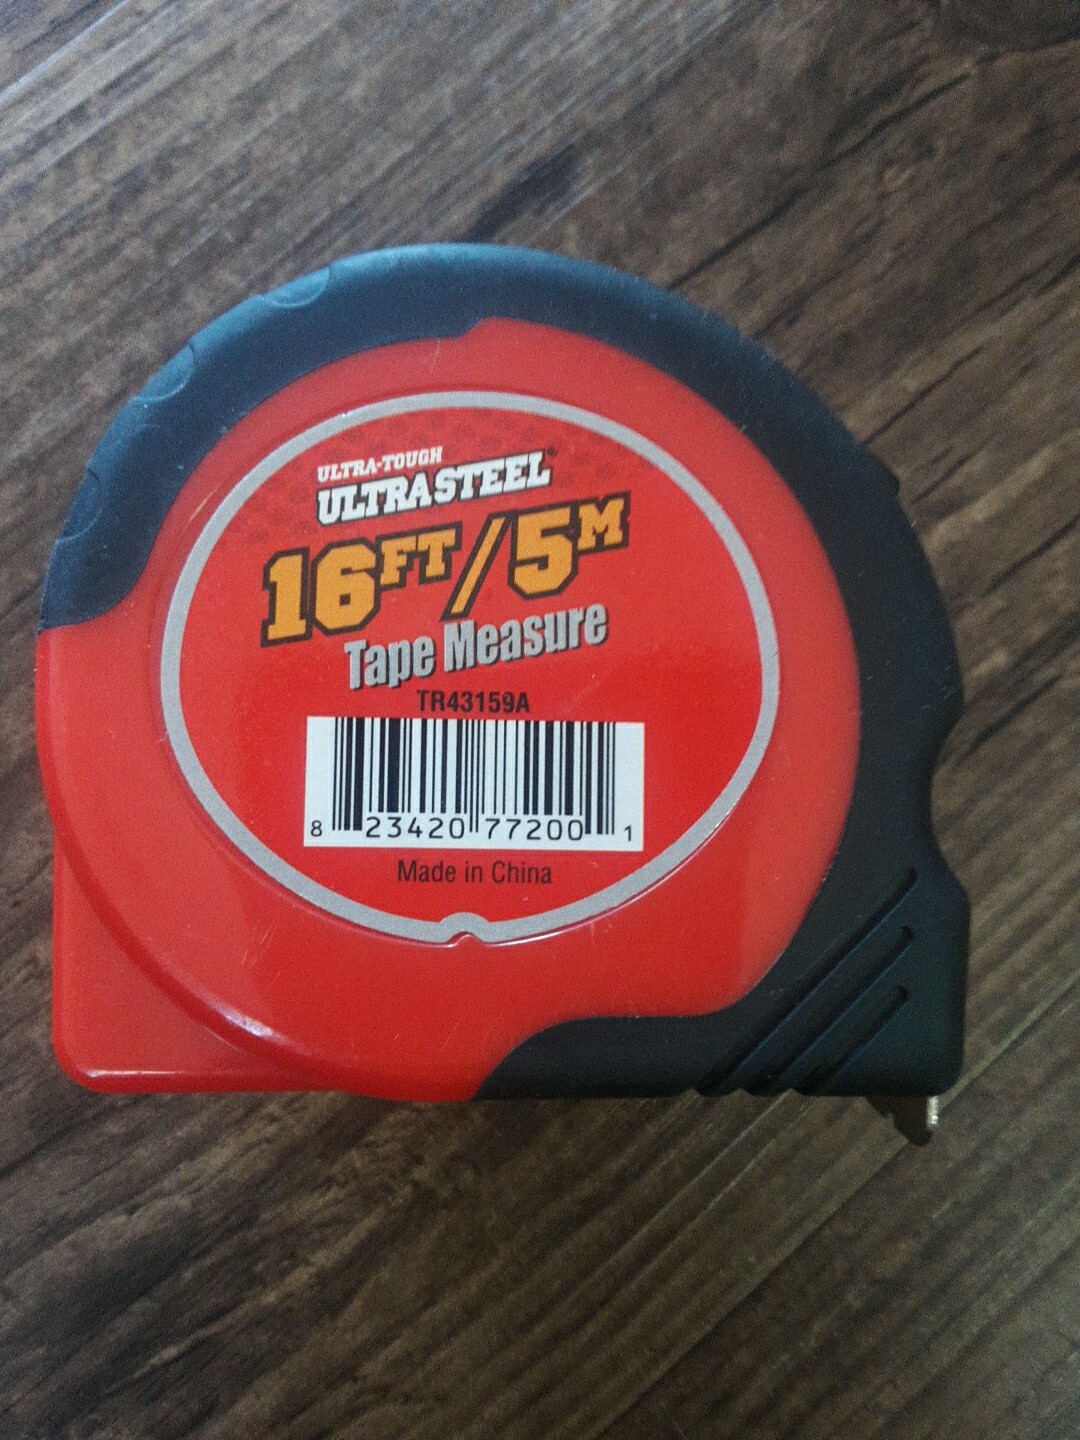 ULTRA-TOUGH
ULTRASTEEL®
16FT/5M
Tape Measure
TR43159A
8 23420 77200 1
Made in China